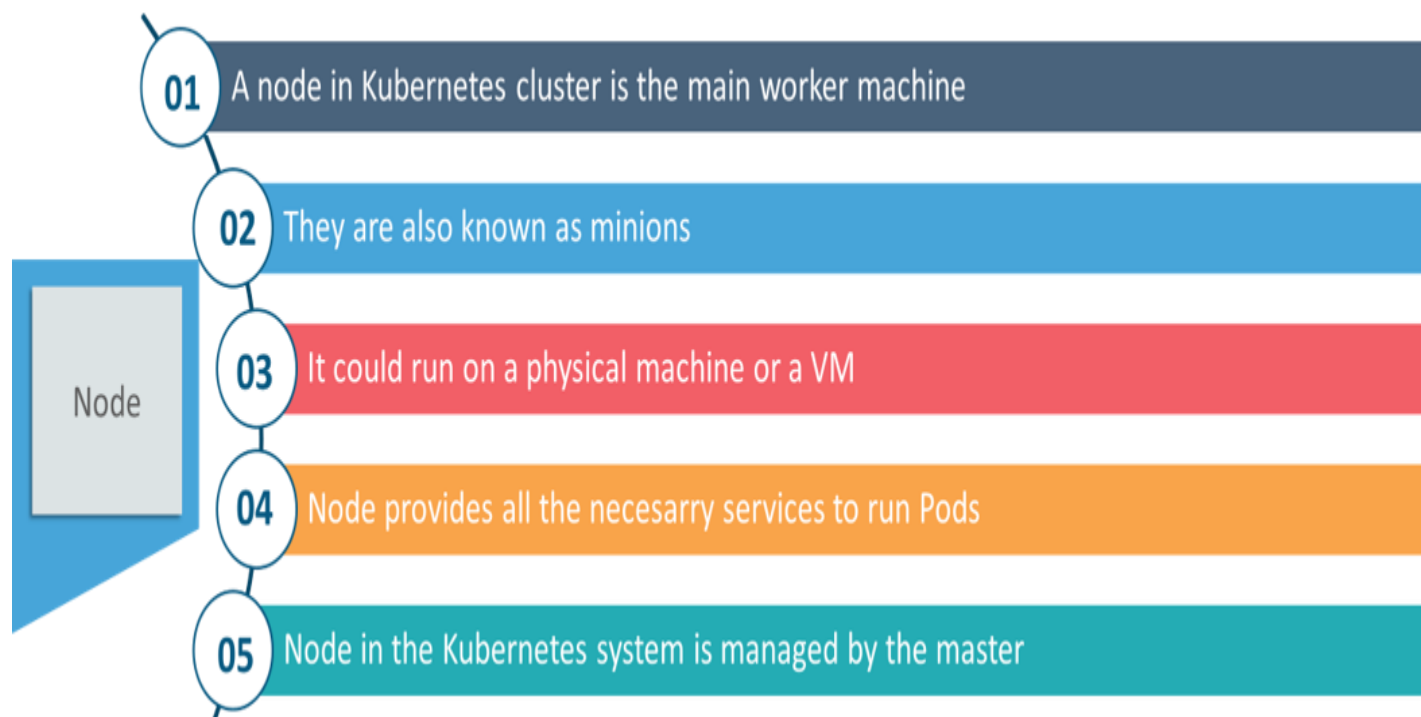 01 A node in Kubernetes cluster is the main worker machine
02 They are also known as minions
03 It could run on a physical machine or a VM
Node
04 Node provides all the necesarry services to run Pods
05 Node in the Kubernetes system is managed by the master